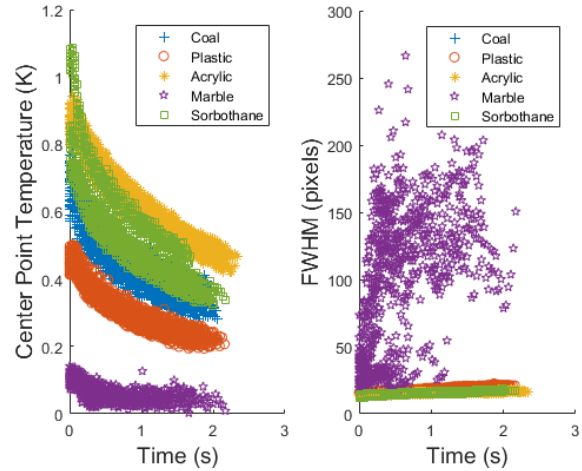 Center Point Temperature (K)
1.4
1.2
1
0.8
0.6
0.4
0.2
0
0
1
2
3
Time (s)
Coal
Plastic
Acrylic
Marble
Sorbothane
FWHM (pixels)
300
250
200
150
100
50
0
0
1
2
3
Time (s)
Coal
Plastic
Acrylic
Marble
Sorbothane